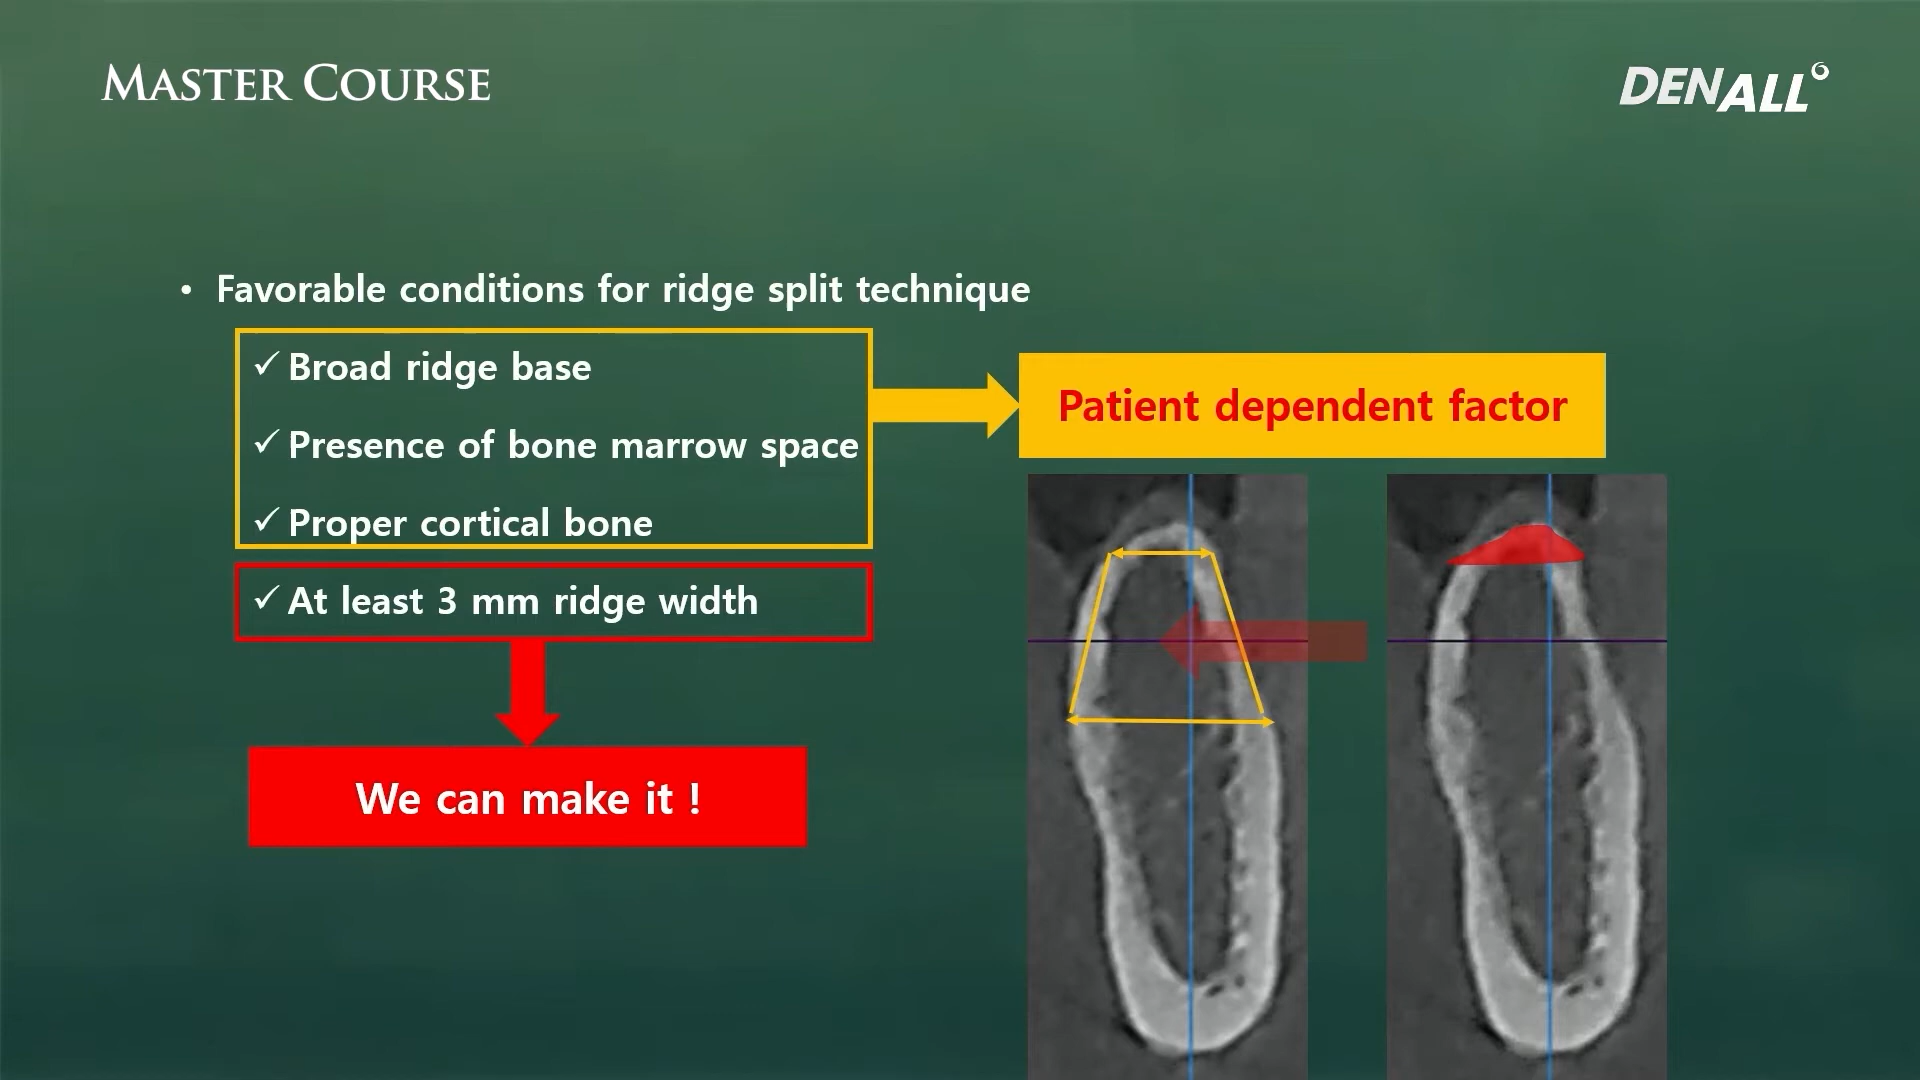 MASTER COURSE
DENALL
• Favorable conditions for ridge split technique
✓ Broad ridge base
✓ Presence of bone marrow space
✓ Proper cortical bone
✓ At least 3 mm ridge width
Patient dependent factor
We can make it !